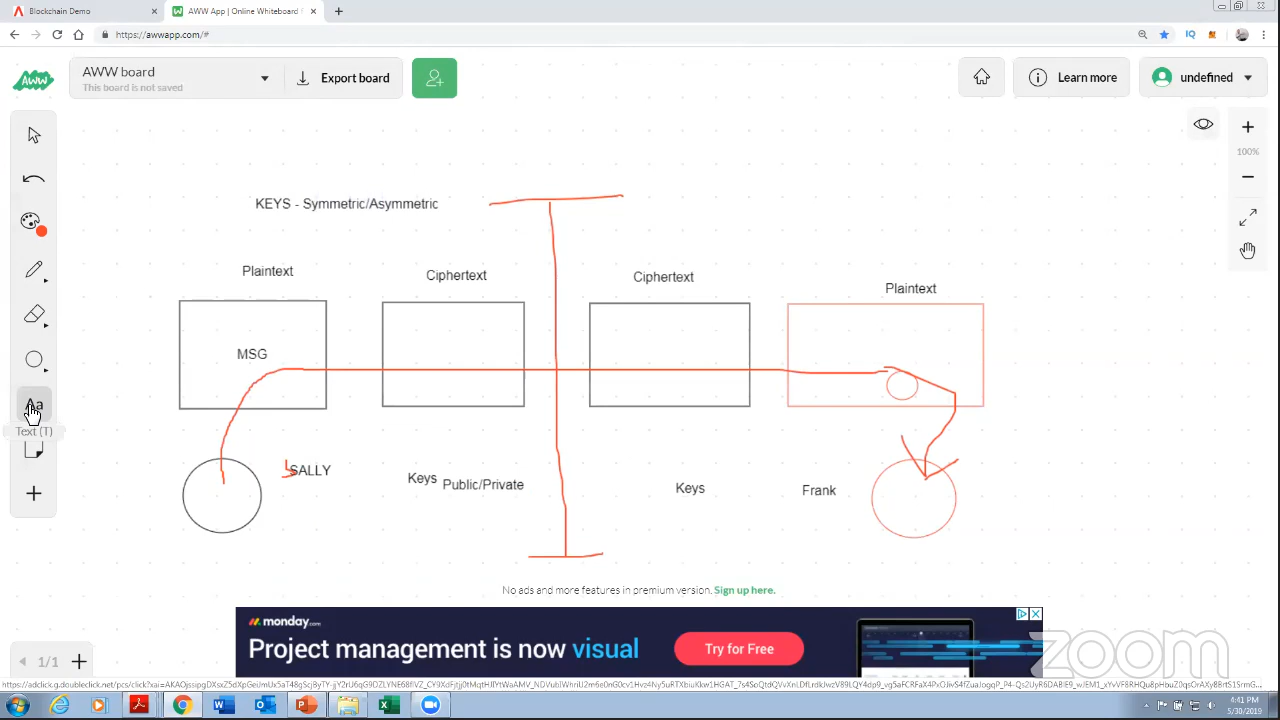 Blockchain Demo
AWW App | Online Whiteboard
https://awwapp.com/#
AWW
AWW board
This board is not saved
Export board
Learn more
undefined
100%
KEYS - Symmetric/Asymmetric
Plaintext
Ciphertext
Ciphertext
Plaintext
MSG
Aa
Text (T)
SALLY
Keys
Public/Private
Keys
Frank
No ads and more features in premium version. Sign up here.
monday.com
Project management is now visual
Try for Free
zoom
1/1
4:41 PM
5/30/2019